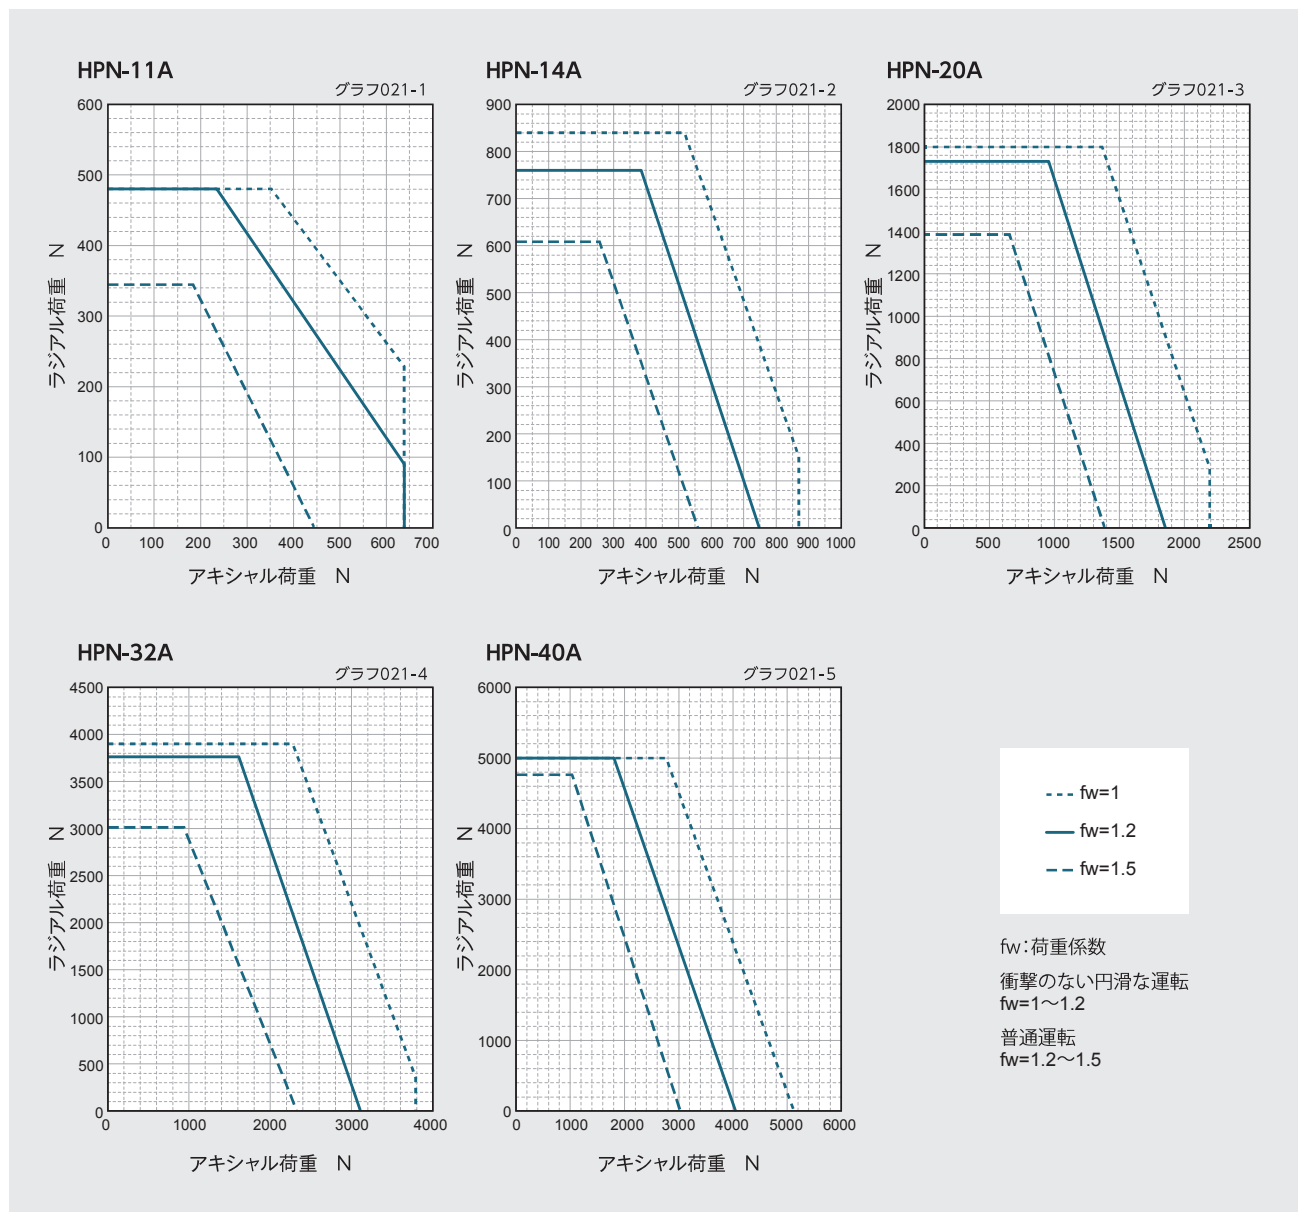 HPN-11A
グラフ021-1
600
500
400
300
200
100
0
0 100 200 300 400 500 600 700
ラジアル荷重 N
アキシャル荷重 N
HPN-14A
グラフ021-2
900
800
700
600
500
400
300
200
100
0
0 100 200 300 400 500 600 700 800 900 1000
ラジアル荷重 N
アキシャル荷重 N
HPN-20A
グラフ021-3
2000
1800
1600
1400
1200
1000
800
600
400
200
0
0 500 1000 1500 2000 2500
ラジアル荷重 N
アキシャル荷重 N
HPN-32A
グラフ021-4
4500
4000
3500
3000
2500
2000
1500
1000
500
0
0 1000 2000 3000 4000
ラジアル荷重 N
アキシャル荷重 N
HPN-40A
グラフ021-5
6000
5000
4000
3000
2000
1000
0
0 1000 2000 3000 4000 5000 6000
ラジアル荷重 N
アキシャル荷重 N
fw=1
fw=1.2
fw=1.5
fw:荷重係数
衝撃のない円滑な運転
fw=1〜1.2
普通運転
fw=1.2〜1.5